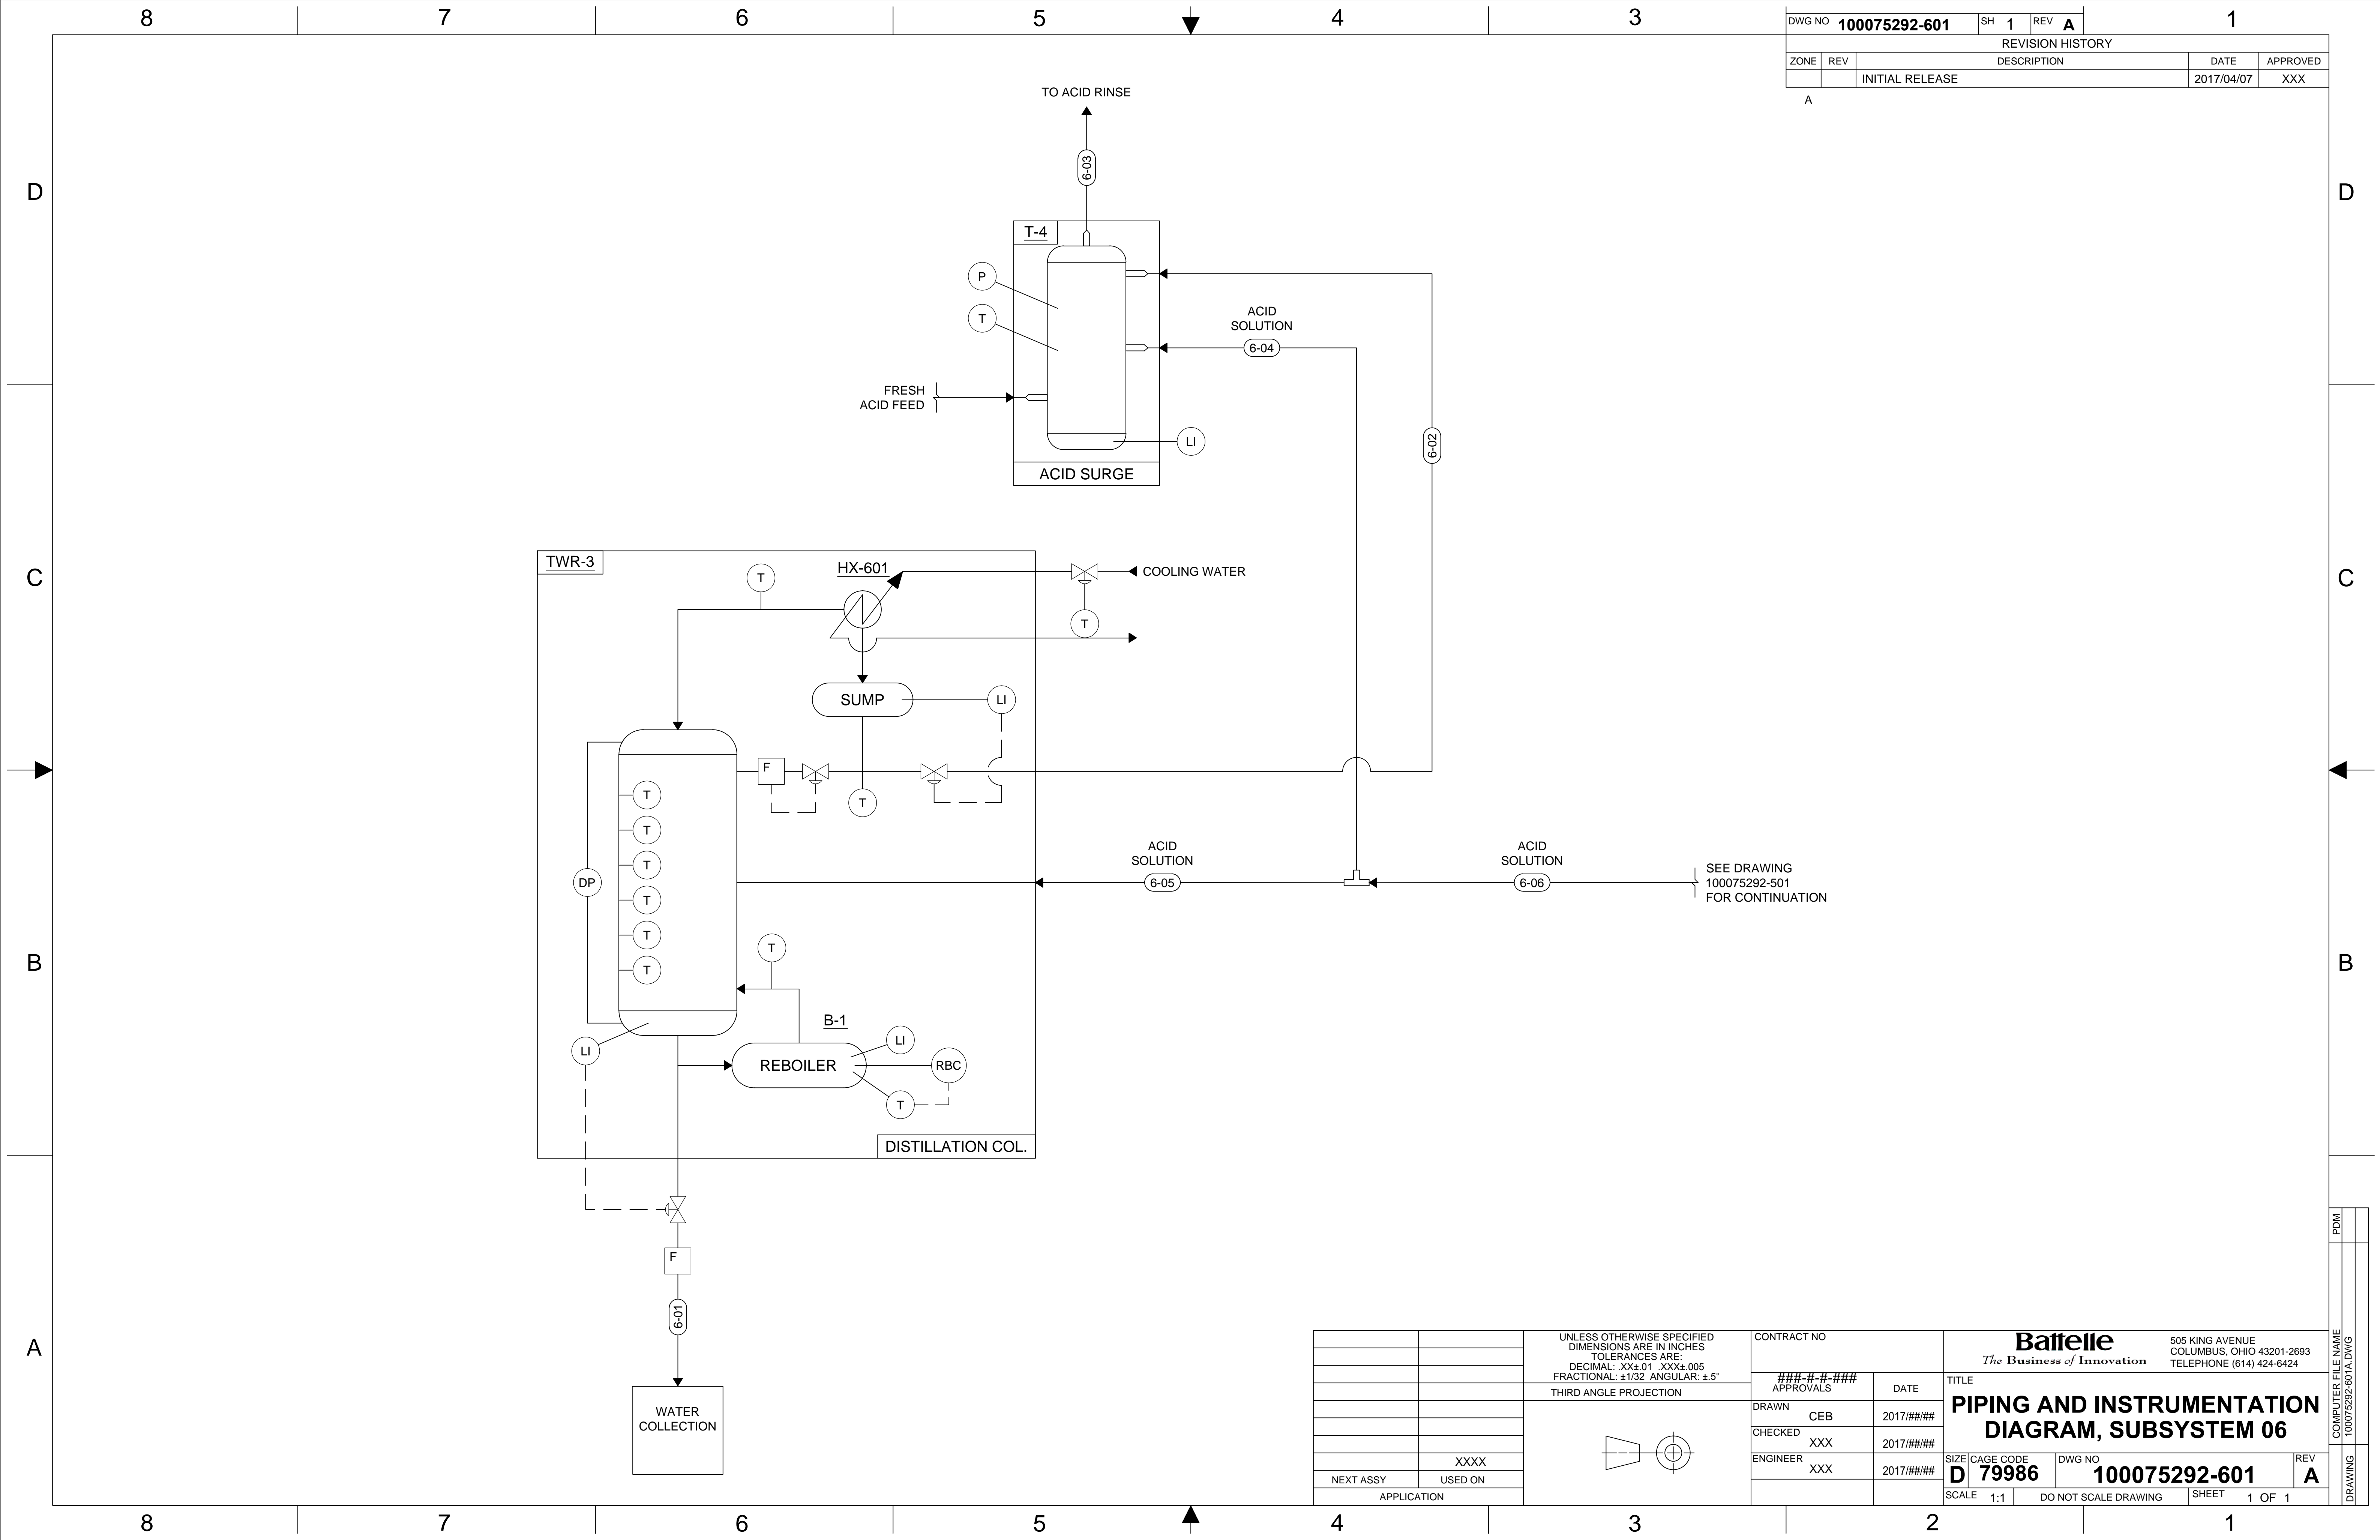 8 7 6 5 4 3 1
DWG NO 100075292-601 SH 1 REV A
REVISION HISTORY
ZONE REV DESCRIPTION DATE APPROVED
INITIAL RELEASE 2017/04/07 XXX
A
TO ACID RINSE
6-03
D D
T-4
P
T
ACID
SOLUTION
6-04
FRESH
ACID FEED
LI
6-02
ACID SURGE
TWR-3
HX-601
T
COOLING WATER
C C
T
SUMP
LI
F
T
T
T
T
T
T
T
DP
ACID
SOLUTION
6-05
ACID
SOLUTION
6-06
SEE DRAWING
100075292-501
FOR CONTINUATION
B B
T
B-1
LI
LI
REBOILER
RBC
T
DISTILLATION COL.
F
6-01
A
WATER
COLLECTION
XXXX
NEXT ASSY USED ON
APPLICATION
UNLESS OTHERWISE SPECIFIED
DIMENSIONS ARE IN INCHES
TOLERANCES ARE:
DECIMAL: .XX±.01 .XXX±.005
FRACTIONAL: ±1/32 ANGULAR: ±.5°
THIRD ANGLE PROJECTION
CONTRACT NO
###-#-#-###
APPROVALS DATE
DRAWN
CEB 2017/##/##
CHECKED
XXX 2017/##/##
ENGINEER
XXX 2017/##/##
Battelle
The Business of Innovation
505 KING AVENUE
COLUMBUS, OHIO 43201-2693
TELEPHONE (614) 424-6424
TITLE
PIPING AND INSTRUMENTATION
DIAGRAM, SUBSYSTEM 06
SIZE CAGE CODE DWG NO REV
D 79986 100075292-601 A
SCALE 1:1 DO NOT SCALE DRAWING SHEET 1 OF 1
PDM
COMPUTER FILE NAME
100075292-601A.DWG
DRAWING
8 7 6 5 4 3 2 1